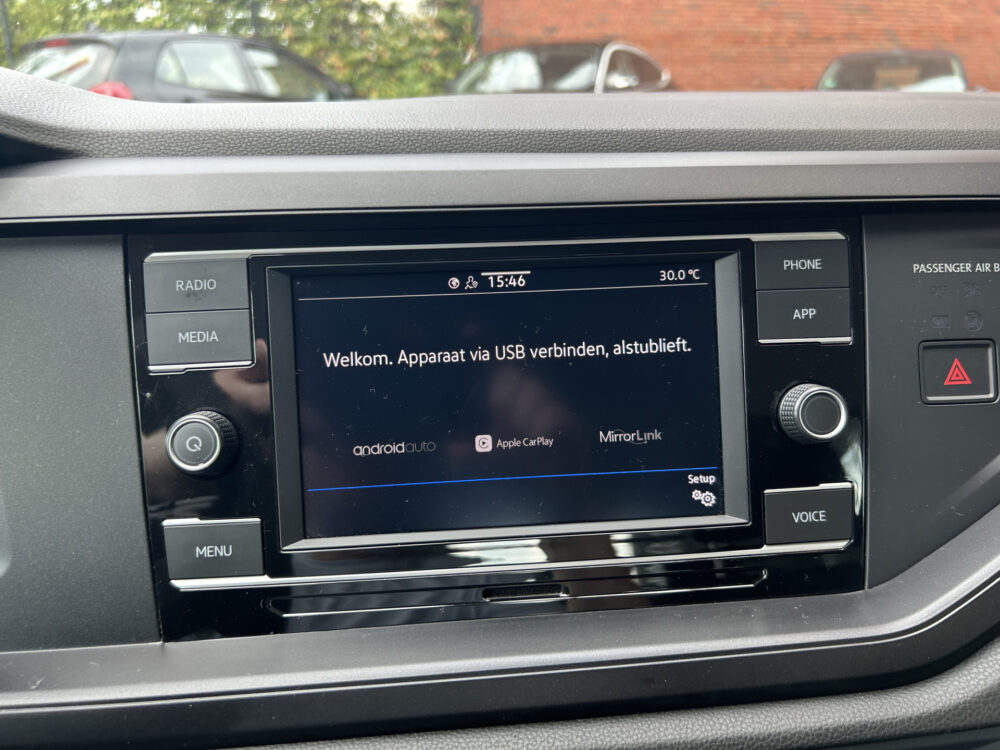 RADIO
MEDIA
MENU
15:46
30.0 °C
Welkom. Apparaat via USB verbinden, alstublieft.
androidauto
Apple CarPlay
MirrorLink
Setup
PHONE
APP
VOICE
PASSENGER AIR B